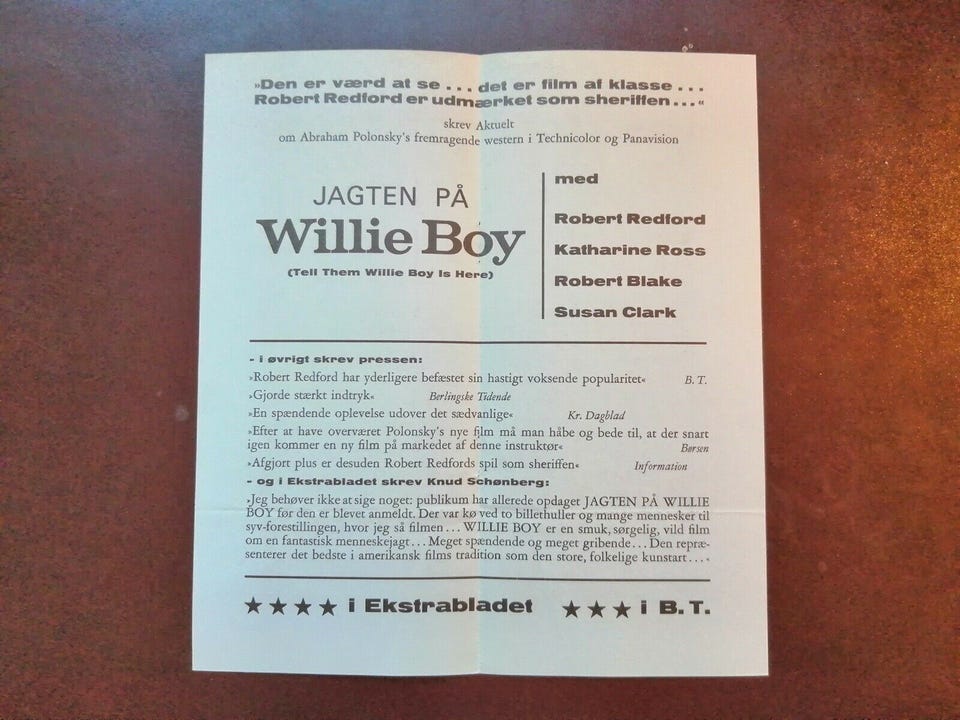 »Den er værd at se . . . det er film af klasse . . .
Robert Redford er udmærket som sheriffen . . .«
skrev Aktuelt
om Abraham Polonsky's fremragende western i Technicolor og Panavision
JAGTEN PÅ
Willie Boy
(Tell Them Willie Boy Is Here)
med
Robert Redford
Katharine Ross
Robert Blake
Susan Clark
- i øvrigt skrev pressen:
»Robert Redford har yderligere befæstet sin hastigt voksende popularitet« B. T.
»Gjorde stærkt indtryk« Berlingske Tidende
»En spændende oplevelse udover det sædvanlige« Kr. Dagblad
»Efter at have overværet Polonsky's nye film må man håbe og bede til, at der snart
igen kommer en ny film på markedet af denne instruktør« Børsen
»Afgjort plus er desuden Robert Redfords spil som sheriffen« Information
- og i Ekstrabladet skrev Knud Schønberg:
»Jeg behøver ikke at sige noget: publikum har allerede opdaget JAGTEN PÅ WILLIE
BOY før den er blevet anmeldt. Der var kø ved to billethuller og mange mennesker til
syv-forestillingen, hvor jeg så filmen . . . WILLIE BOY er en smuk, sørgelig, vild film
om en fantastisk menneskejagt . . . Meget spændende og meget gribende . . . Den repræ-
senterer det bedste i amerikansk films tradition som den store, folkelige kunstart . . .«
★ ★ ★ ★ i Ekstrabladet ★ ★ ★ i B. T.